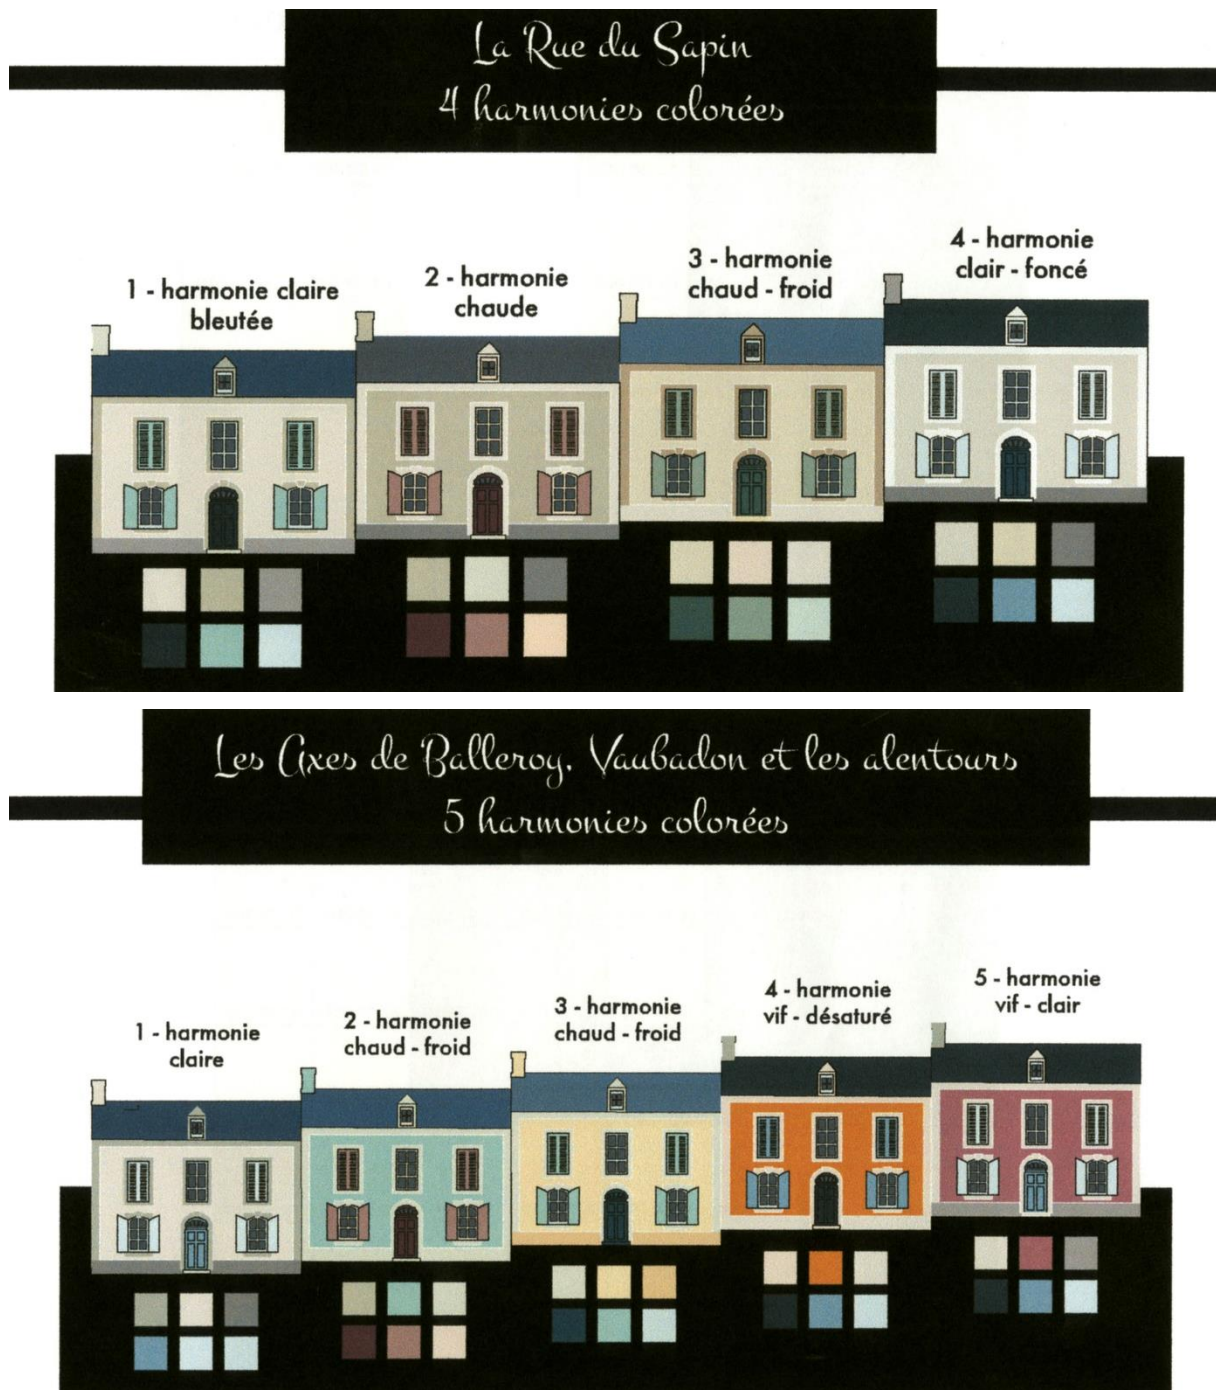 La Rue du Sapin
4 harmonies colorées
1 - harmonie claire
bleutée
2 - harmonie
chaude
3 - harmonie
chaud - froid
4 - harmonie
clair - foncé
Les Axes de Balleroy, Vaubadon et les alentours
5 harmonies colorées
1 - harmonie
claire
2 - harmonie
chaud - froid
3 - harmonie
chaud - froid
4 - harmonie
vif - désaturé
5 - harmonie
vif - clair